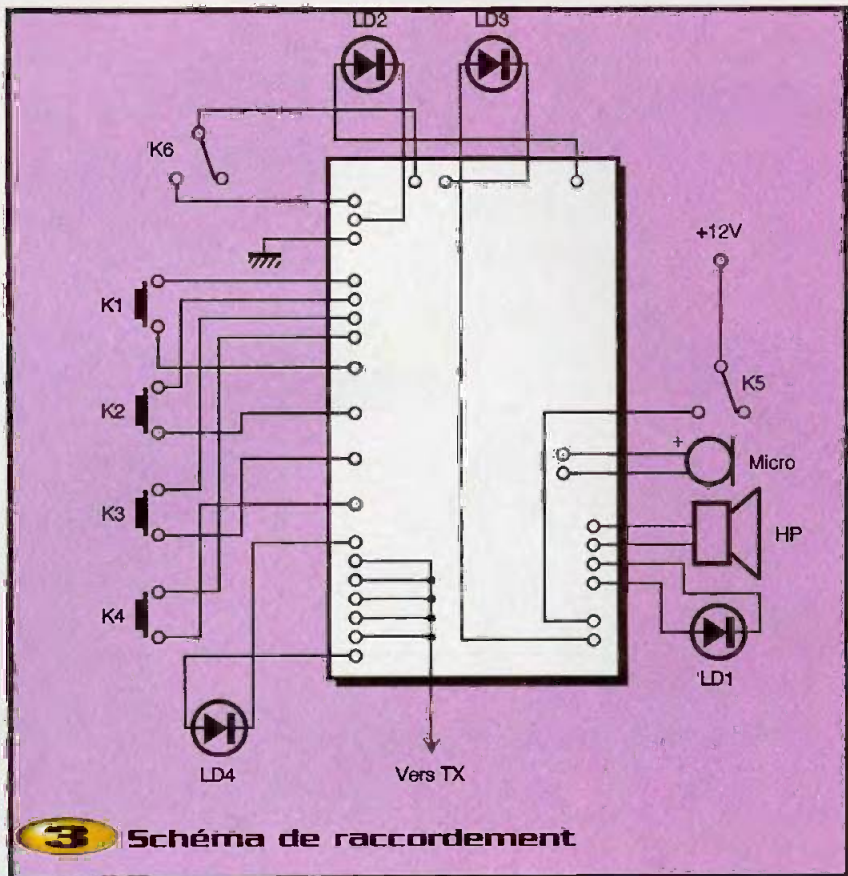 LD2
LD3
K6
+12V
K1
K5
K2
+
Micro
K3
HP
K4
LD1
LD4
Vers TX
3 Schéma de raccordement